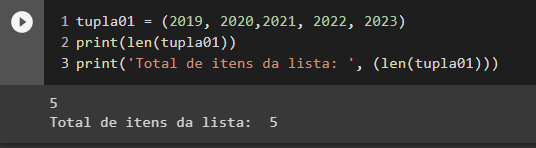 1 tupla01 = (2019, 2020,2021, 2022, 2023)
2 print(len(tupla01))
3 print('Total de itens da lista: ', (len(tupla01)))
5
Total de itens da lista:  5